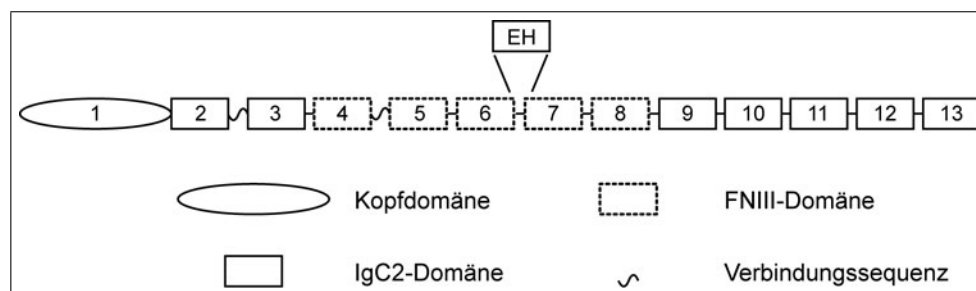 EH
1 2 3 4 5 6 7 8 9 10 11 12 13
Kopfdomäne FNIII-Domäne
IgC2-Domäne Verbindungssequenz